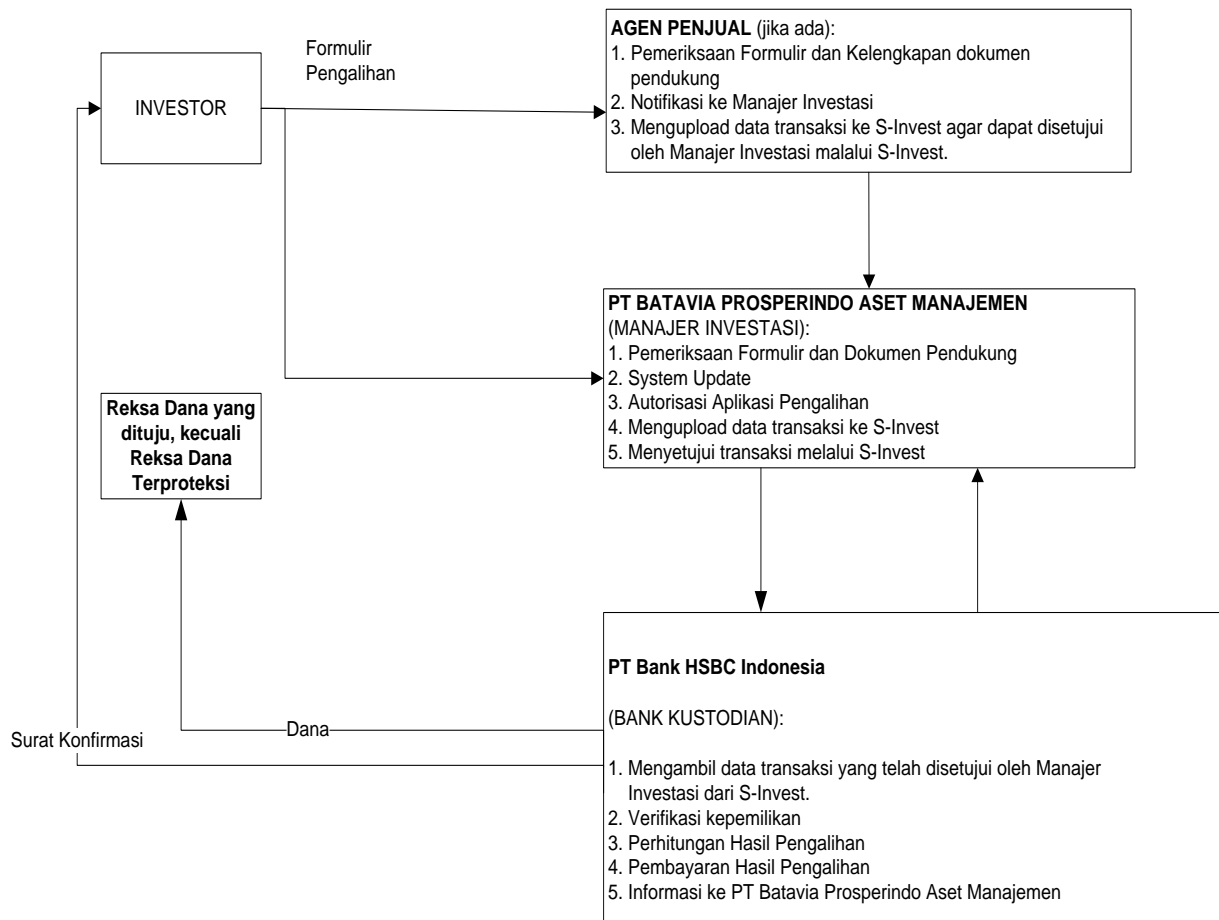 Formulir
Pengalihan
INVESTOR
AGEN PENJUAL (jika ada):
1. Pemeriksaan Formulir dan Kelengkapan dokumen
pendukung
2. Notifikasi ke Manajer Investasi
3. Mengupload data transaksi ke S-Invest agar dapat disetujui
oleh Manajer Investasi malalui S-Invest.
PT BATAVIA PROSPERINDO ASET MANAJEMEN
(MANAJER INVESTASI):
1. Pemeriksaan Formulir dan Dokumen Pendukung
2. System Update
3. Autorisasi Aplikasi Pengalihan
4. Mengupload data transaksi ke S-Invest
5. Menyetujui transaksi melalui S-Invest
Reksa Dana yang
dituju, kecuali
Reksa Dana
Terproteksi
PT Bank HSBC Indonesia
(BANK KUSTODIAN):
1. Mengambil data transaksi yang telah disetujui oleh Manajer
Investasi dari S-Invest.
2. Verifikasi kepemilikan
3. Perhitungan Hasil Pengalihan
4. Pembayaran Hasil Pengalihan
5. Informasi ke PT Batavia Prosperindo Aset Manajemen
Dana
Surat Konfirmasi